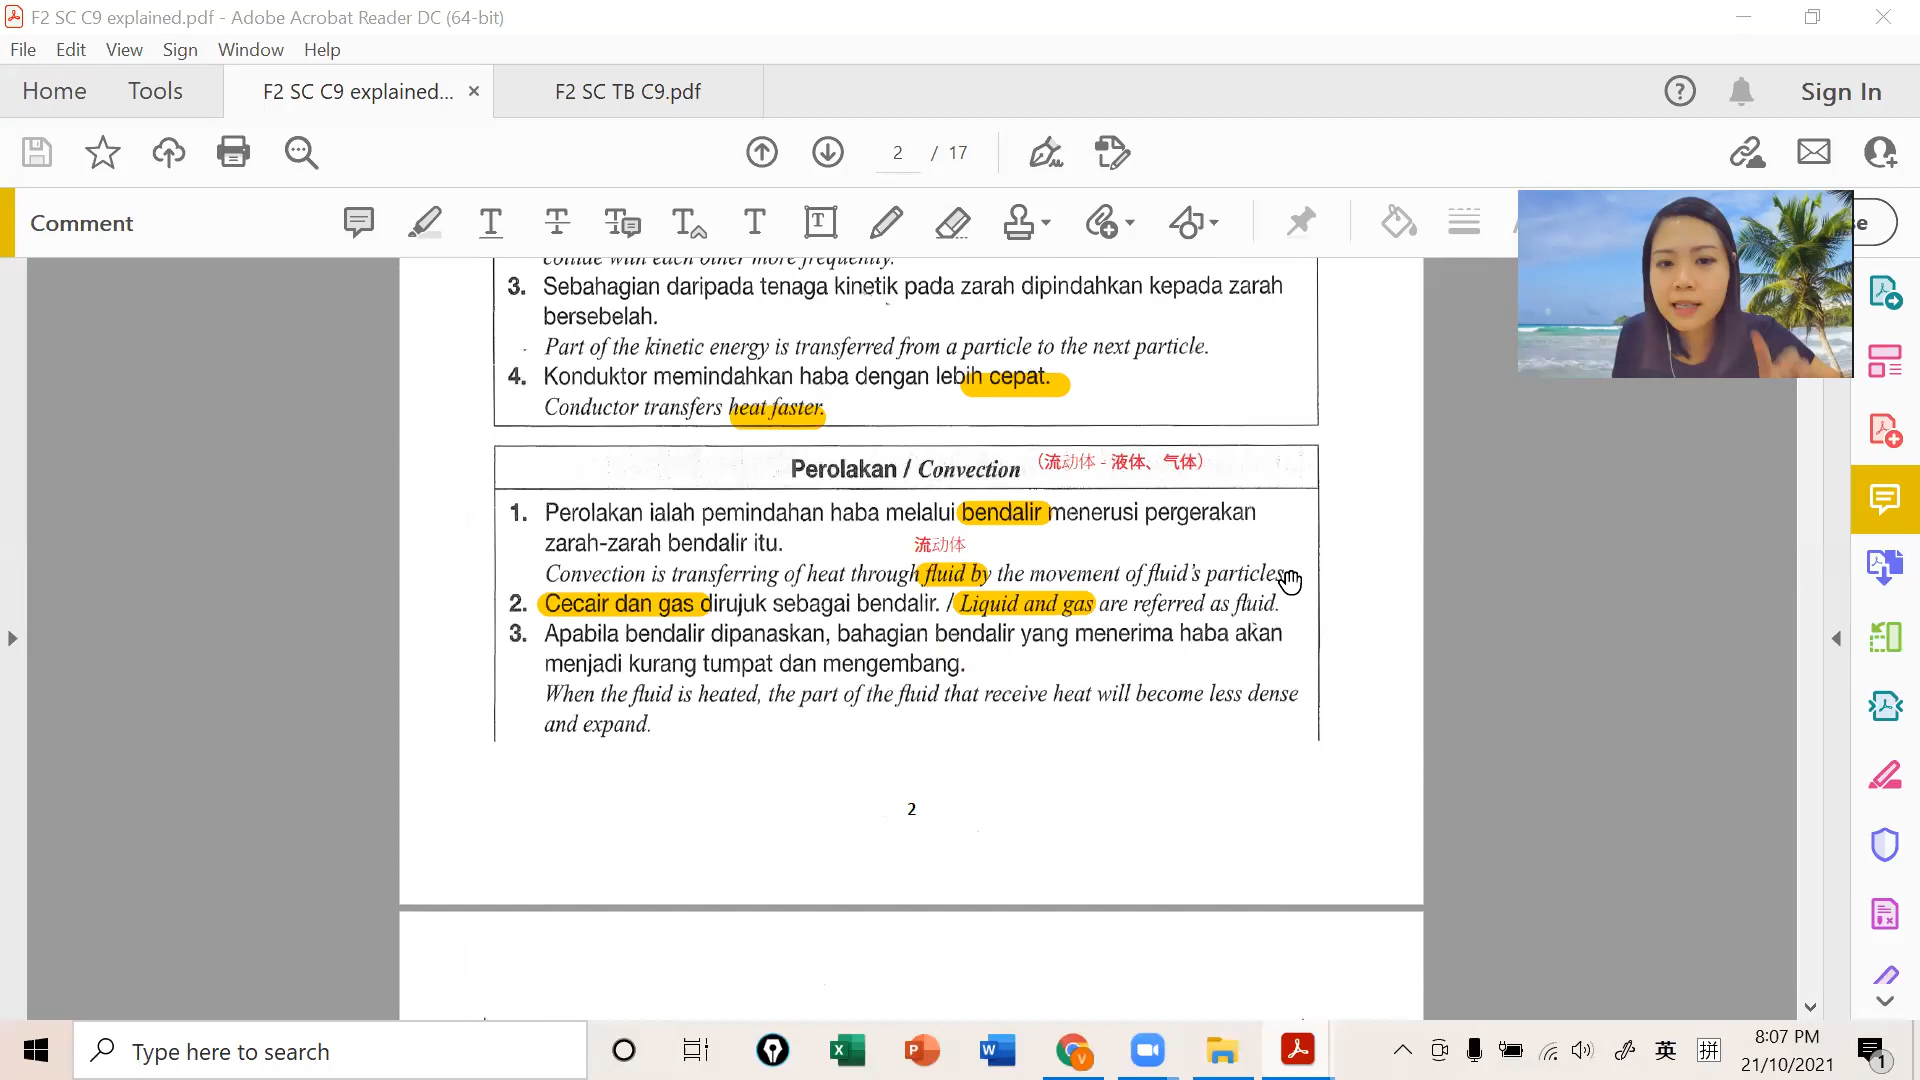 F2 SC C9 explained.pdf - Adobe Acrobat Reader DC (64-bit)
File Edit View Sign Window Help
Home Tools F2 SC C9 explained... × F2 SC TB C9.pdf Sign In
2 / 17
Comment
collide with each other more frequently.
3. Sebahagian daripada tenaga kinetik pada zarah dipindahkan kepada zarah
bersebelah.
Part of the kinetic energy is transferred from a particle to the next particle.
4. Konduktor memindahkan haba dengan lebih cepat.
Conductor transfers heat faster.
Perolakan / Convection （流动体 - 液体、气体）
1. Perolakan ialah pemindahan haba melalui bendalir menerusi pergerakan
zarah-zarah bendalir itu.
流动体
Convection is transferring of heat through fluid by the movement of fluid's particles.
2. Cecair dan gas dirujuk sebagai bendalir. / Liquid and gas are referred as fluid.
3. Apabila bendalir dipanaskan, bahagian bendalir yang menerima haba akan
menjadi kurang tumpat dan mengembang.
When the fluid is heated, the part of the fluid that receive heat will become less dense
and expand.
2
Type here to search
英 拼
8:07 PM
21/10/2021
1